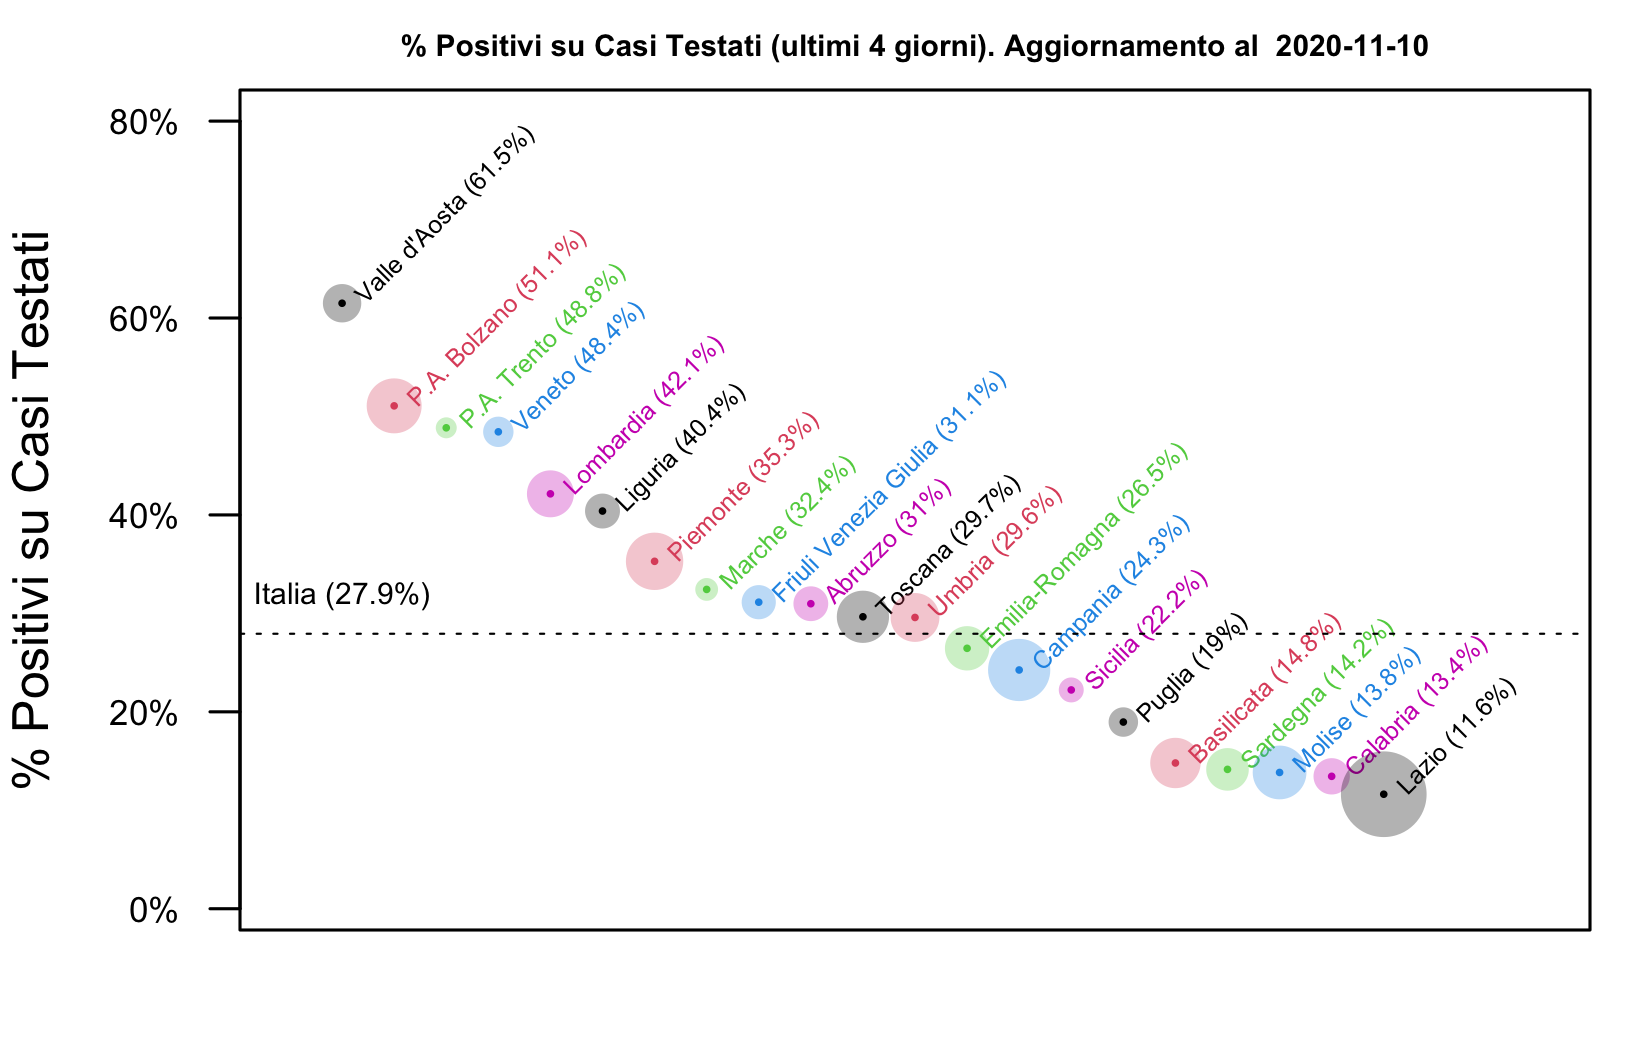 % Positivi su Casi Testati (ultimi 4 giorni). Aggiornamento al  2020-11-10
% Positivi su Casi Testati
80%
60%
40%
20%
0%
Italia (27.9%)
Valle d'Aosta (61.5%)
P.A. Bolzano (51.1%)
P.A. Trento (48.8%)
Veneto (48.4%)
Lombardia (42.1%)
Liguria (40.4%)
Piemonte (35.3%)
Marche (32.4%)
Friuli Venezia Giulia (31.1%)
Abruzzo (31%)
Toscana (29.7%)
Umbria (29.6%)
Emilia-Romagna (26.5%)
Campania (24.3%)
Sicilia (22.2%)
Puglia (19%)
Basilicata (14.8%)
Sardegna (14.2%)
Molise (13.8%)
Calabria (13.4%)
Lazio (11.6%)